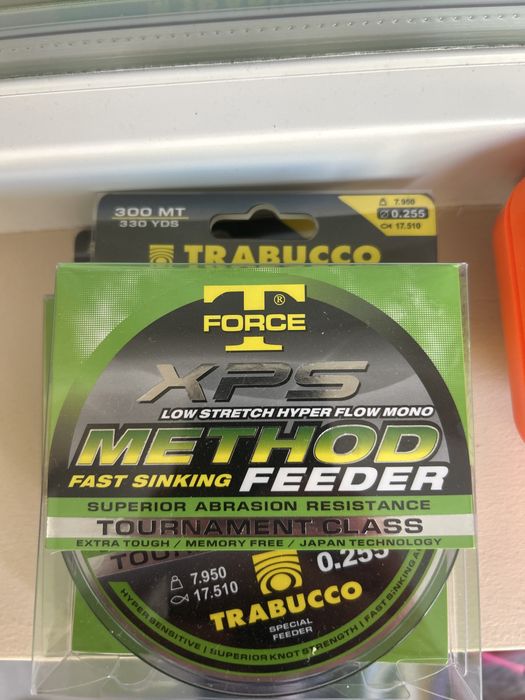 300 MT
330 YDS
7.950
0.255
17.510
TRABUCCO
T®
FORCE
XPS
LOW STRETCH HYPER FLOW MONO
METHOD
FAST SINKING FEEDER
SUPERIOR ABRASION RESISTANCE
TOURNAMENT CLASS
EXTRA TOUGH / MEMORY FREE / JAPAN TECHNOLOGY
0.255
7.950
17.510
TRABUCCO
SPECIAL
FEEDER
HYPER SENSITIVE | SUPERIOR KNOT STRENGTH | FAST SINKING